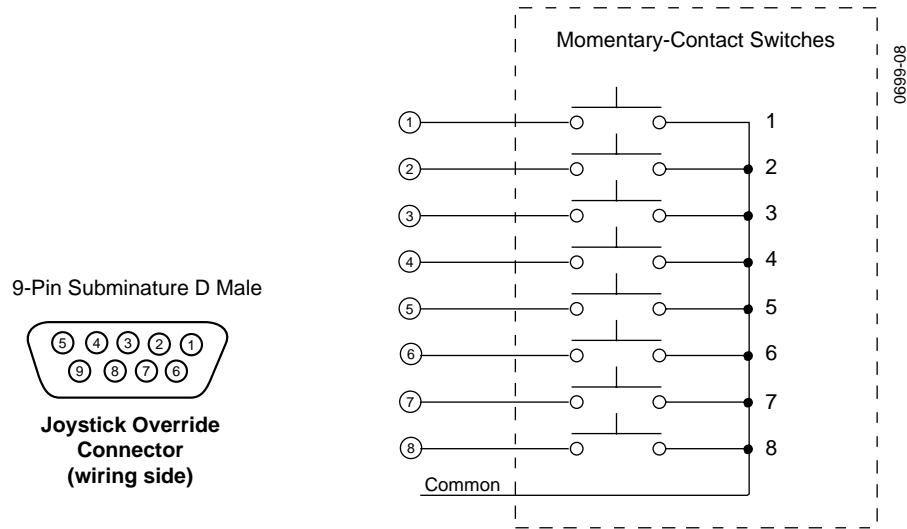 Momentary-Contact Switches
0699-08
1 1
2 2
3 3
4 4
5 5
6 6
7 7
8 8
Common
9-Pin Subminature D Male
5 4 3 2 1
9 8 7 6
Joystick Override
Connector
(wiring side)